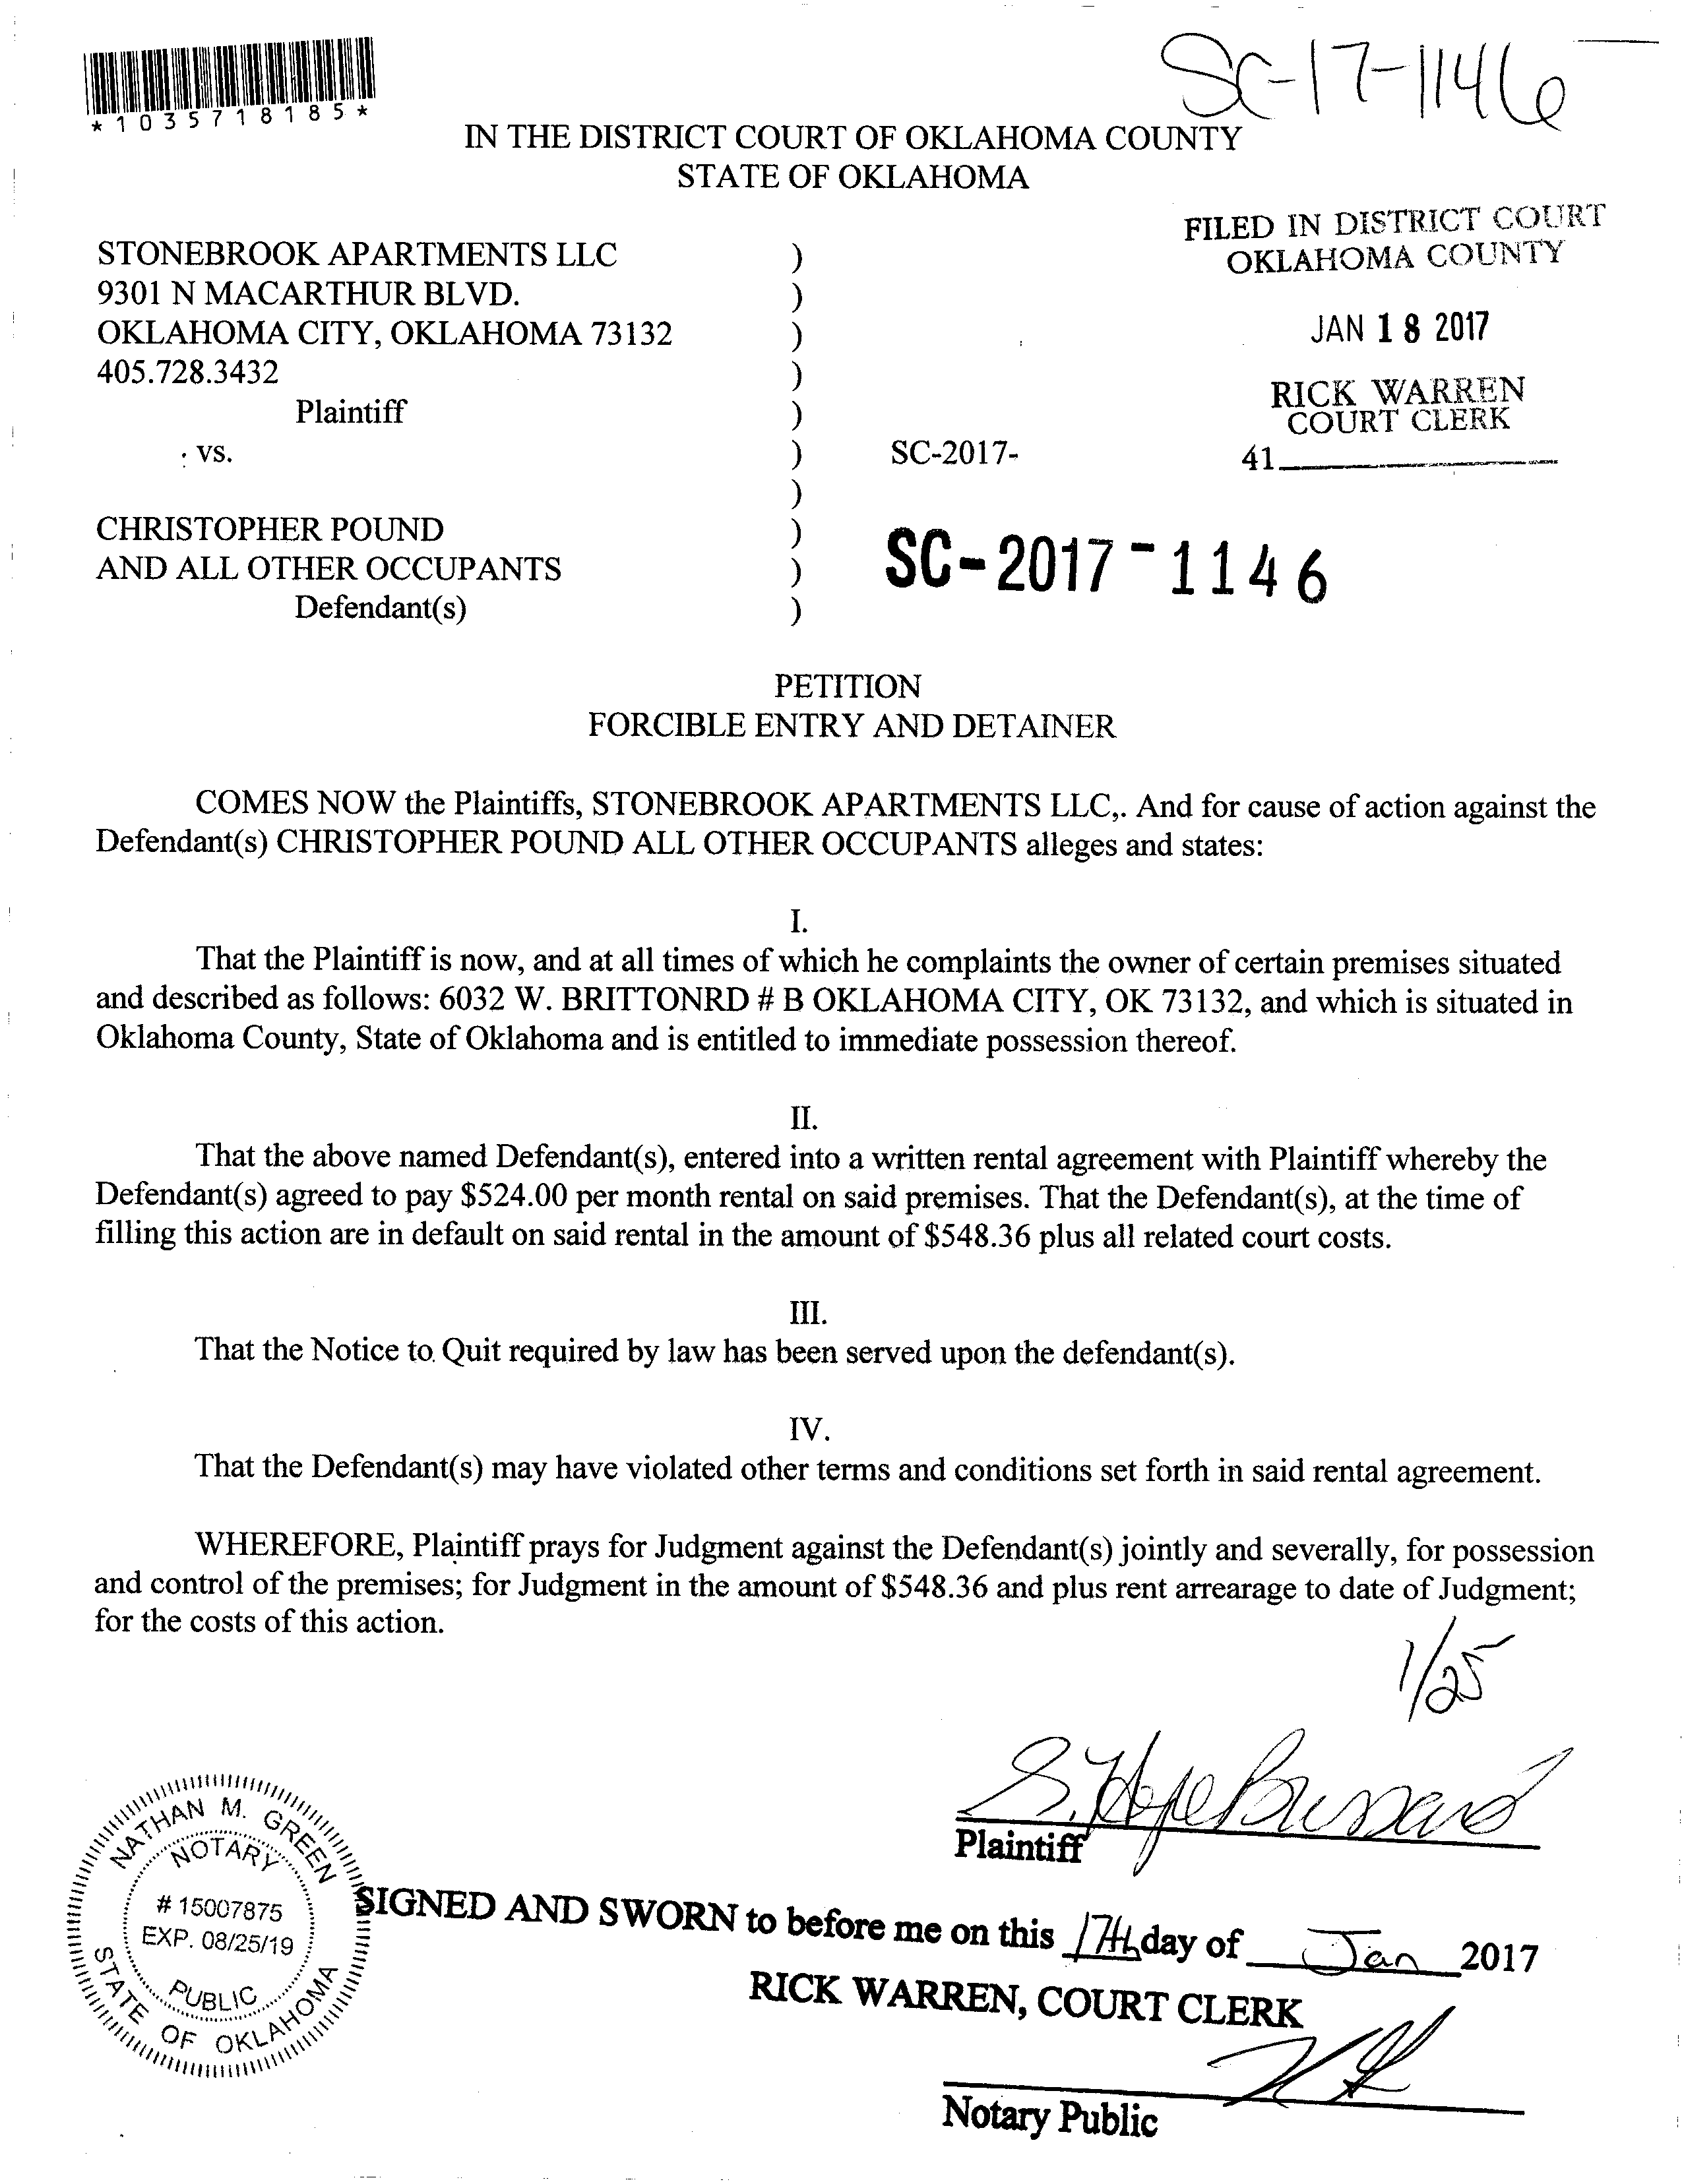 SC-17-1146
*1035718185*
IN THE DISTRICT COURT OF OKLAHOMA COUNTY
STATE OF OKLAHOMA
FILED IN DISTRICT COURT
OKLAHOMA COUNTY
JAN 18 2017
RICK WARREN
COURT CLERK
41
STONEBROOK APARTMENTS LLC )
9301 N MACARTHUR BLVD. )
OKLAHOMA CITY, OKLAHOMA 73132 )
405.728.3432 )
Plaintiff )
vs. ) SC-2017-
)
CHRISTOPHER POUND )
AND ALL OTHER OCCUPANTS )
Defendant(s) )
SC-2017-1146
PETITION
FORCIBLE ENTRY AND DETAINER
COMES NOW the Plaintiffs, STONEBROOK APARTMENTS LLC,. And for cause of action against the
Defendant(s) CHRISTOPHER POUND ALL OTHER OCCUPANTS alleges and states:
I.
That the Plaintiff is now, and at all times of which he complaints the owner of certain premises situated
and described as follows: 6032 W. BRITTONRD # B OKLAHOMA CITY, OK 73132, and which is situated in
Oklahoma County, State of Oklahoma and is entitled to immediate possession thereof.
II.
That the above named Defendant(s), entered into a written rental agreement with Plaintiff whereby the
Defendant(s) agreed to pay $524.00 per month rental on said premises. That the Defendant(s), at the time of
filling this action are in default on said rental in the amount of $548.36 plus all related court costs.
III.
That the Notice to Quit required by law has been served upon the defendant(s).
IV.
That the Defendant(s) may have violated other terms and conditions set forth in said rental agreement.
WHEREFORE, Plaintiff prays for Judgment against the Defendant(s) jointly and severally, for possession
and control of the premises; for Judgment in the amount of $548.36 and plus rent arrearage to date of Judgment;
for the costs of this action.
1/25
S. Hope Bussard
Plaintiff
NATHAN M. GREEN
NOTARY
# 15007875
EXP. 08/25/19
PUBLIC
STATE OF OKLAHOMA
SIGNED AND SWORN to before me on this 17th day of Jan 2017
RICK WARREN, COURT CLERK
Notary Public